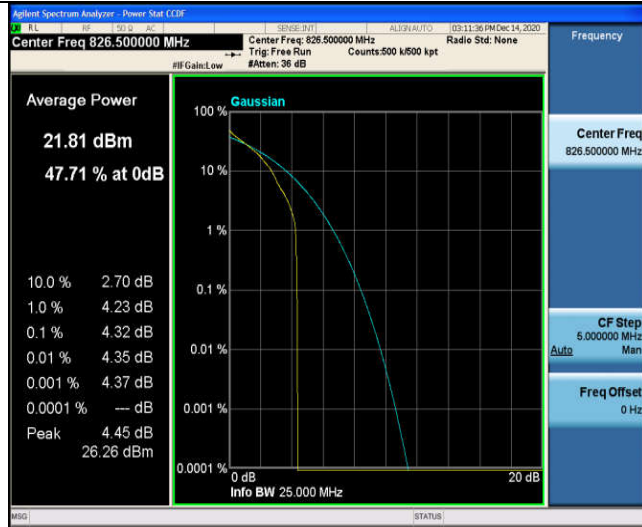 Agilent Spectrum Analyzer - Power Stat CCDF
RL RF 50 Ω AC SENSE:INT ALIGN AUTO 03:11:36 PM Dec 14, 2020
Center Freq 826.500000 MHz
Center Freq: 826.500000 MHz Radio Std: None
Trig: Free Run Counts:500 k/500 kpt
#IFGain:Low #Atten: 36 dB
Frequency
Average Power
21.81 dBm
47.71 % at 0dB
10.0 % 2.70 dB
1.0 % 4.23 dB
0.1 % 4.32 dB
0.01 % 4.35 dB
0.001 % 4.37 dB
0.0001 % --- dB
Peak 4.45 dB
26.26 dBm
Gaussian
100 %
10 %
1 %
0.1 %
0.01 %
0.001 %
0.0001 %
0 dB 20 dB
Info BW 25.000 MHz
Center Freq
826.500000 MHz
CF Step
5.000000 MHz
Auto Man
Freq Offset
0 Hz
MSG STATUS